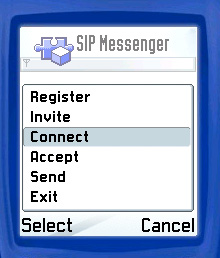 SIP Messenger
Register
Invite
Connect
Accept
Send
Exit
Select Cancel